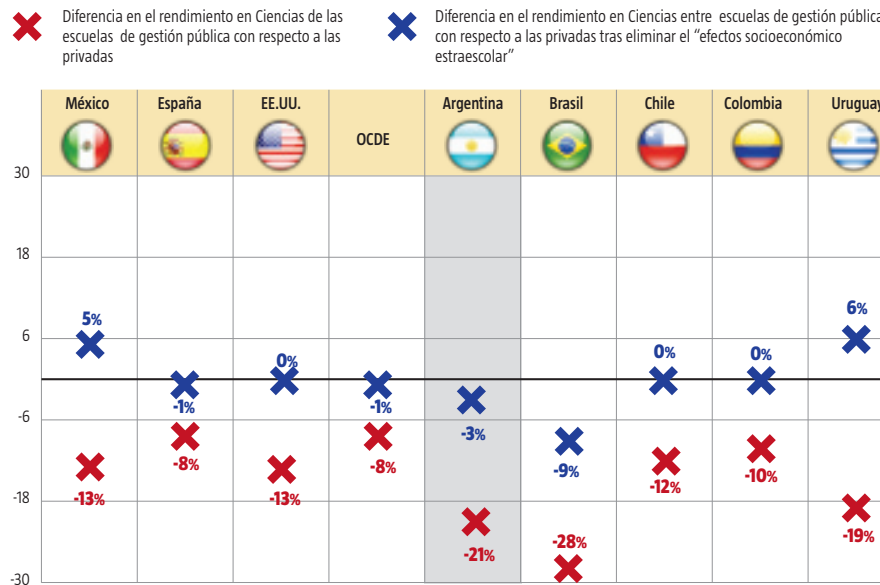 Diferencia en el rendimiento en Ciencias de las
escuelas de gestión pública con respecto a las
privadas
Diferencia en el rendimiento en Ciencias entre escuelas de gestión pública
con respecto a las privadas tras eliminar el "efectos socioeconómico
estraescolar"
México España EE.UU. OCDE Argentina Brasil Chile Colombia Uruguay
30
18
6
-6
-18
-30
5% -1% 0% -1% -3% -9% 0% 0% 6%
-13% -8% -13% -8% -21% -28% -12% -10% -19%